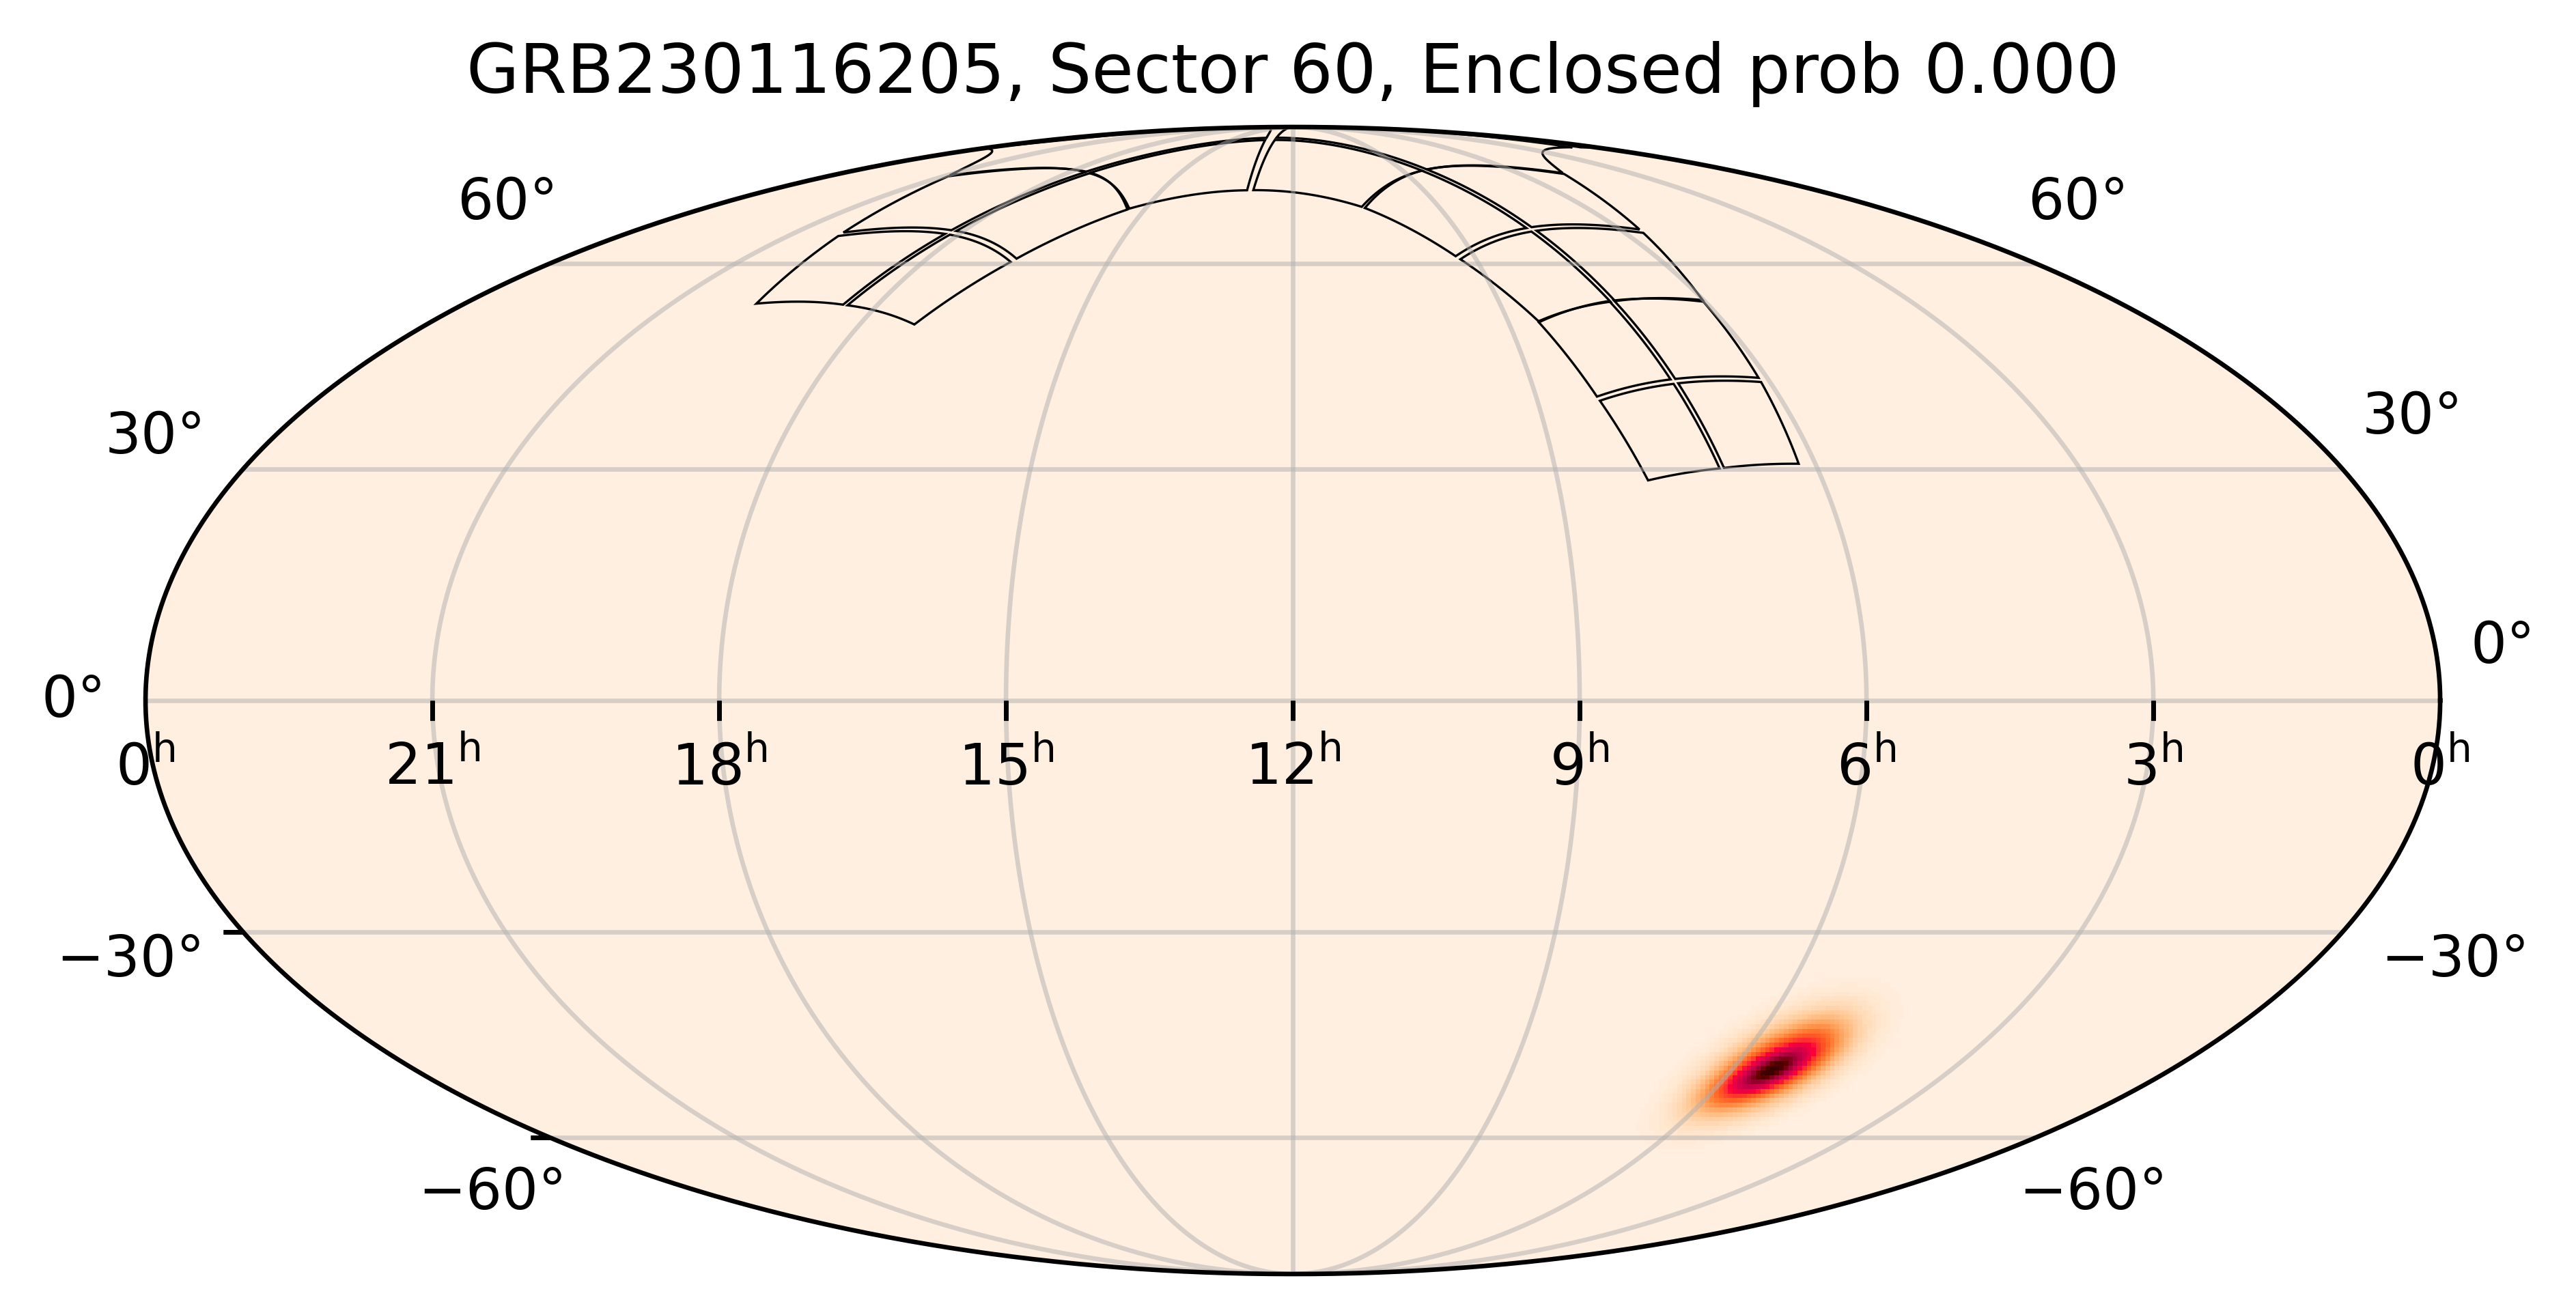 GRB230116205, Sector 60, Enclosed prob 0.000
60° 60°
30° 30°
0° 0°
0ʰ 21ʰ 18ʰ 15ʰ 12ʰ 9ʰ 6ʰ 3ʰ 0ʰ
−30° −30°
−60° −60°